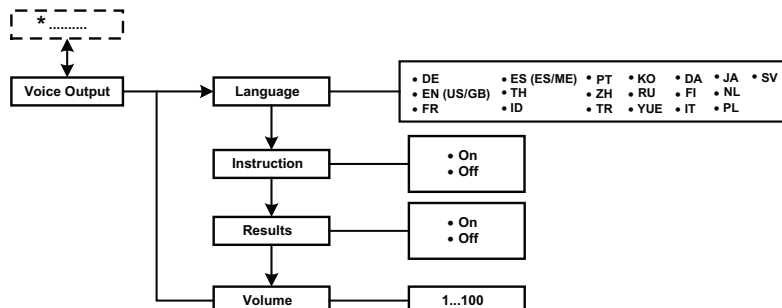 * ..........
Voice Output
Language
• DE • ES (ES/ME) • PT • KO • DA • JA • SV
• EN (US/GB) • TH • ZH • RU • FI • NL
• FR • ID • TR • YUE • IT • PL
Instruction
• On
• Off
Results
• On
• Off
Volume
1...100